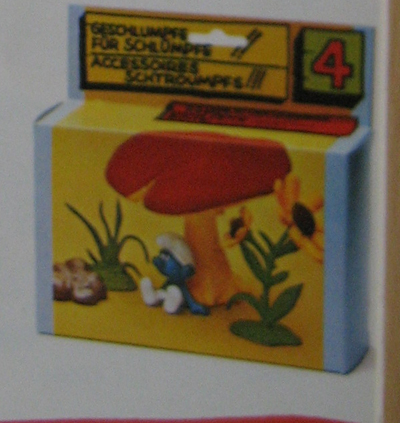 GESCHLUMPFE
FÜR SCHLÜMPFE
ACCESSOIRES
SCHTROUMPFS
4